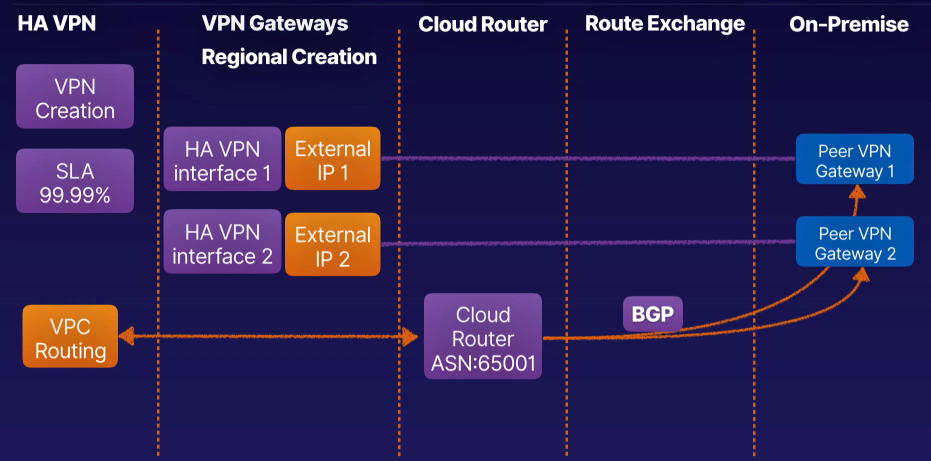 HA VPN
VPN Gateways
Regional Creation
Cloud Router
Route Exchange
On-Premise
VPN
Creation
SLA
99.99%
HA VPN
interface 1
External
IP 1
Peer VPN
Gateway 1
HA VPN
interface 2
External
IP 2
Peer VPN
Gateway 2
VPC
Routing
Cloud
Router
ASN:65001
BGP